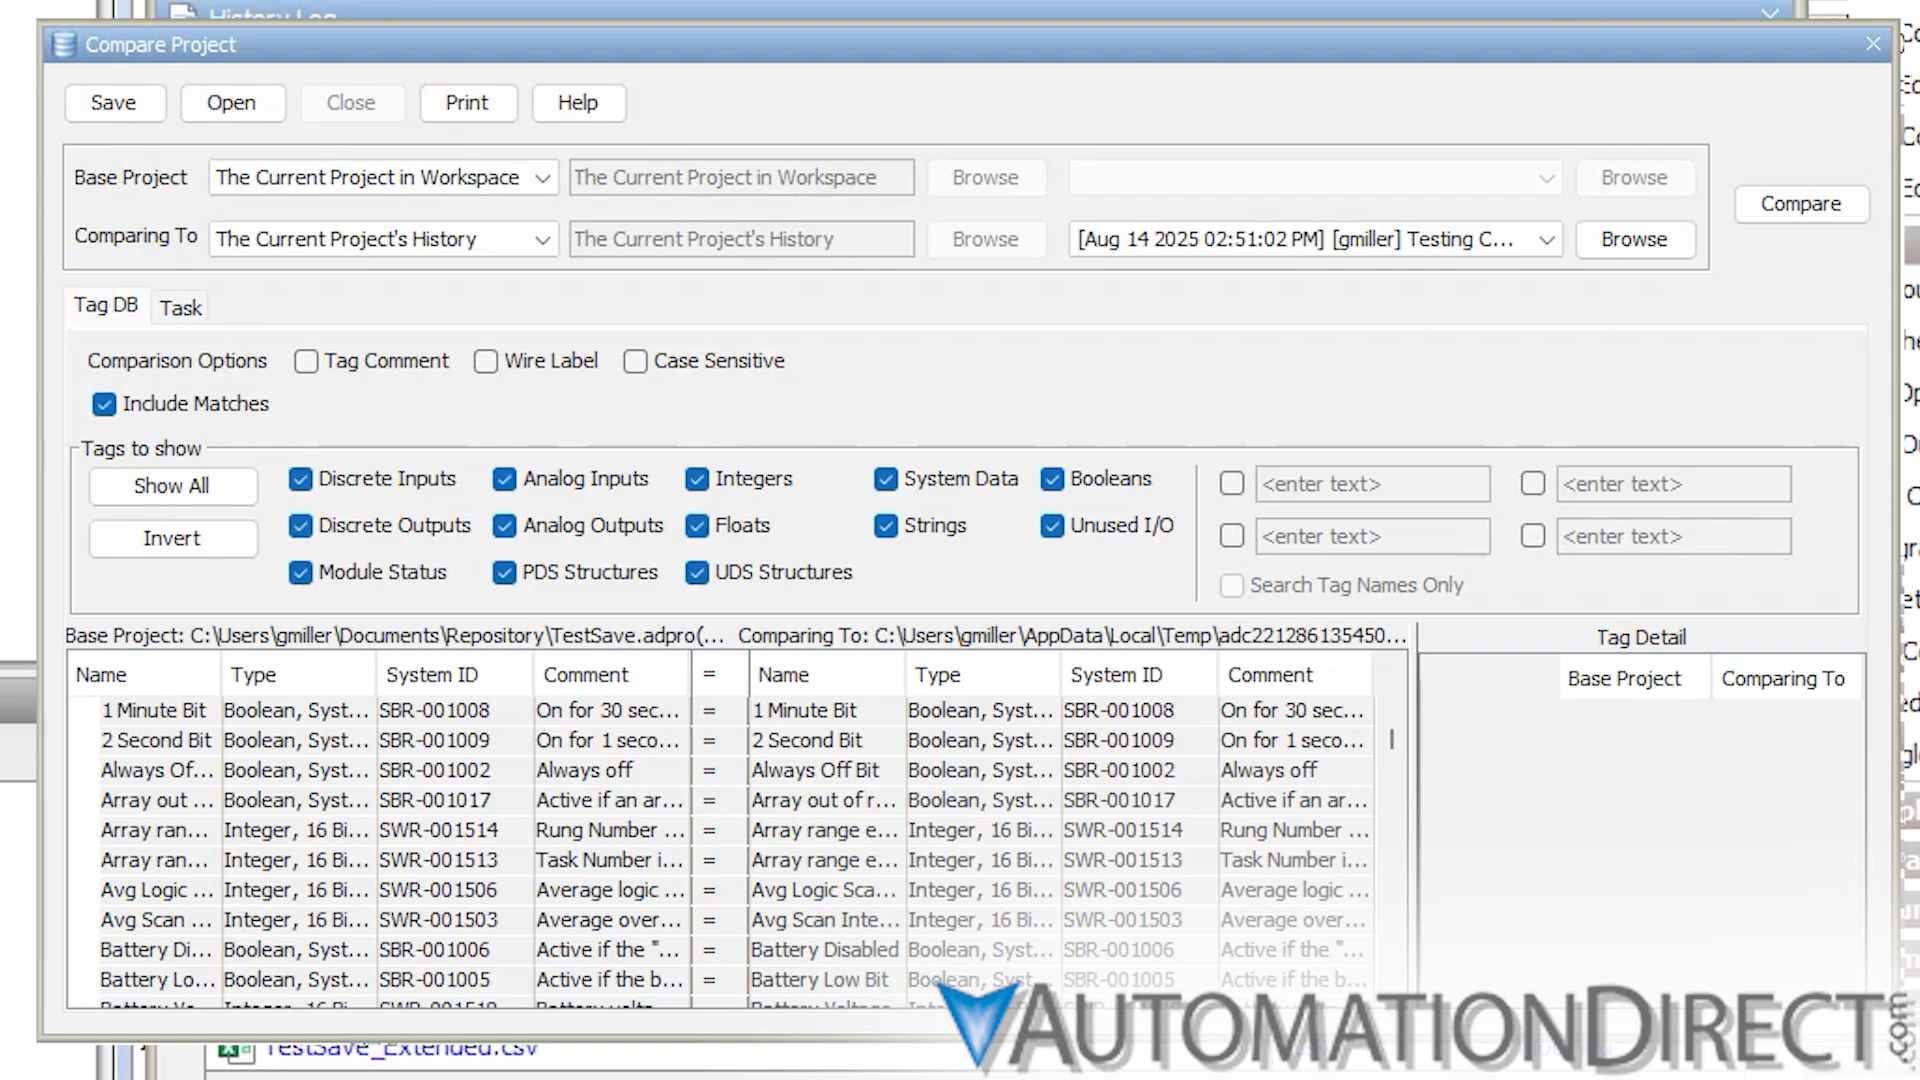 History Log
Compare Project
Save Open Close Print Help
Base Project The Current Project in Workspace The Current Project in Workspace Browse Browse
Compare
Comparing To The Current Project's History The Current Project's History Browse [Aug 14 2025 02:51:02 PM] [gmiller] Testing C... Browse
Tag DB Task
Comparison Options Tag Comment Wire Label Case Sensitive
Include Matches
Tags to show
Show All Discrete Inputs Analog Inputs Integers System Data Booleans <enter text> <enter text>
Invert Discrete Outputs Analog Outputs Floats Strings Unused I/O <enter text> <enter text>
Module Status PDS Structures UDS Structures Search Tag Names Only
Base Project: C:\Users\gmiller\Documents\Repository\TestSave.adpro(... Comparing To: C:\Users\gmiller\AppData\Local\Temp\adc221286135450... Tag Detail
Name Type System ID Comment = Name Type System ID Comment Base Project Comparing To
1 Minute Bit Boolean, Syst... SBR-001008 On for 30 sec... = 1 Minute Bit Boolean, Syst... SBR-001008 On for 30 sec...
2 Second Bit Boolean, Syst... SBR-001009 On for 1 seco... = 2 Second Bit Boolean, Syst... SBR-001009 On for 1 seco...
Always Of... Boolean, Syst... SBR-001002 Always off = Always Off Bit Boolean, Syst... SBR-001002 Always off
Array out ... Boolean, Syst... SBR-001017 Active if an ar... = Array out of r... Boolean, Syst... SBR-001017 Active if an ar...
Array ran... Integer, 16 Bi... SWR-001514 Rung Number ... = Array range e... Integer, 16 Bi... SWR-001514 Rung Number ...
Array ran... Integer, 16 Bi... SWR-001513 Task Number i... = Array range e... Integer, 16 Bi... SWR-001513 Task Number i...
Avg Logic ... Integer, 16 Bi... SWR-001506 Average logic ... = Avg Logic Sca... Integer, 16 Bi... SWR-001506 Average logic ...
Avg Scan ... Integer, 16 Bi... SWR-001503 Average over... = Avg Scan Inte... Integer, 16 Bi... SWR-001503 Average over...
Battery Di... Boolean, Syst... SBR-001006 Active if the "... = Battery Disabled Boolean, Syst... SBR-001006 Active if the "...
Battery Lo... Boolean, Syst... SBR-001005 Active if the b... = Battery Low Bit Boolean, Syst... SBR-001005 Active if the b...
TestSave_Extended.csv
AUTOMATIONDIRECT.com